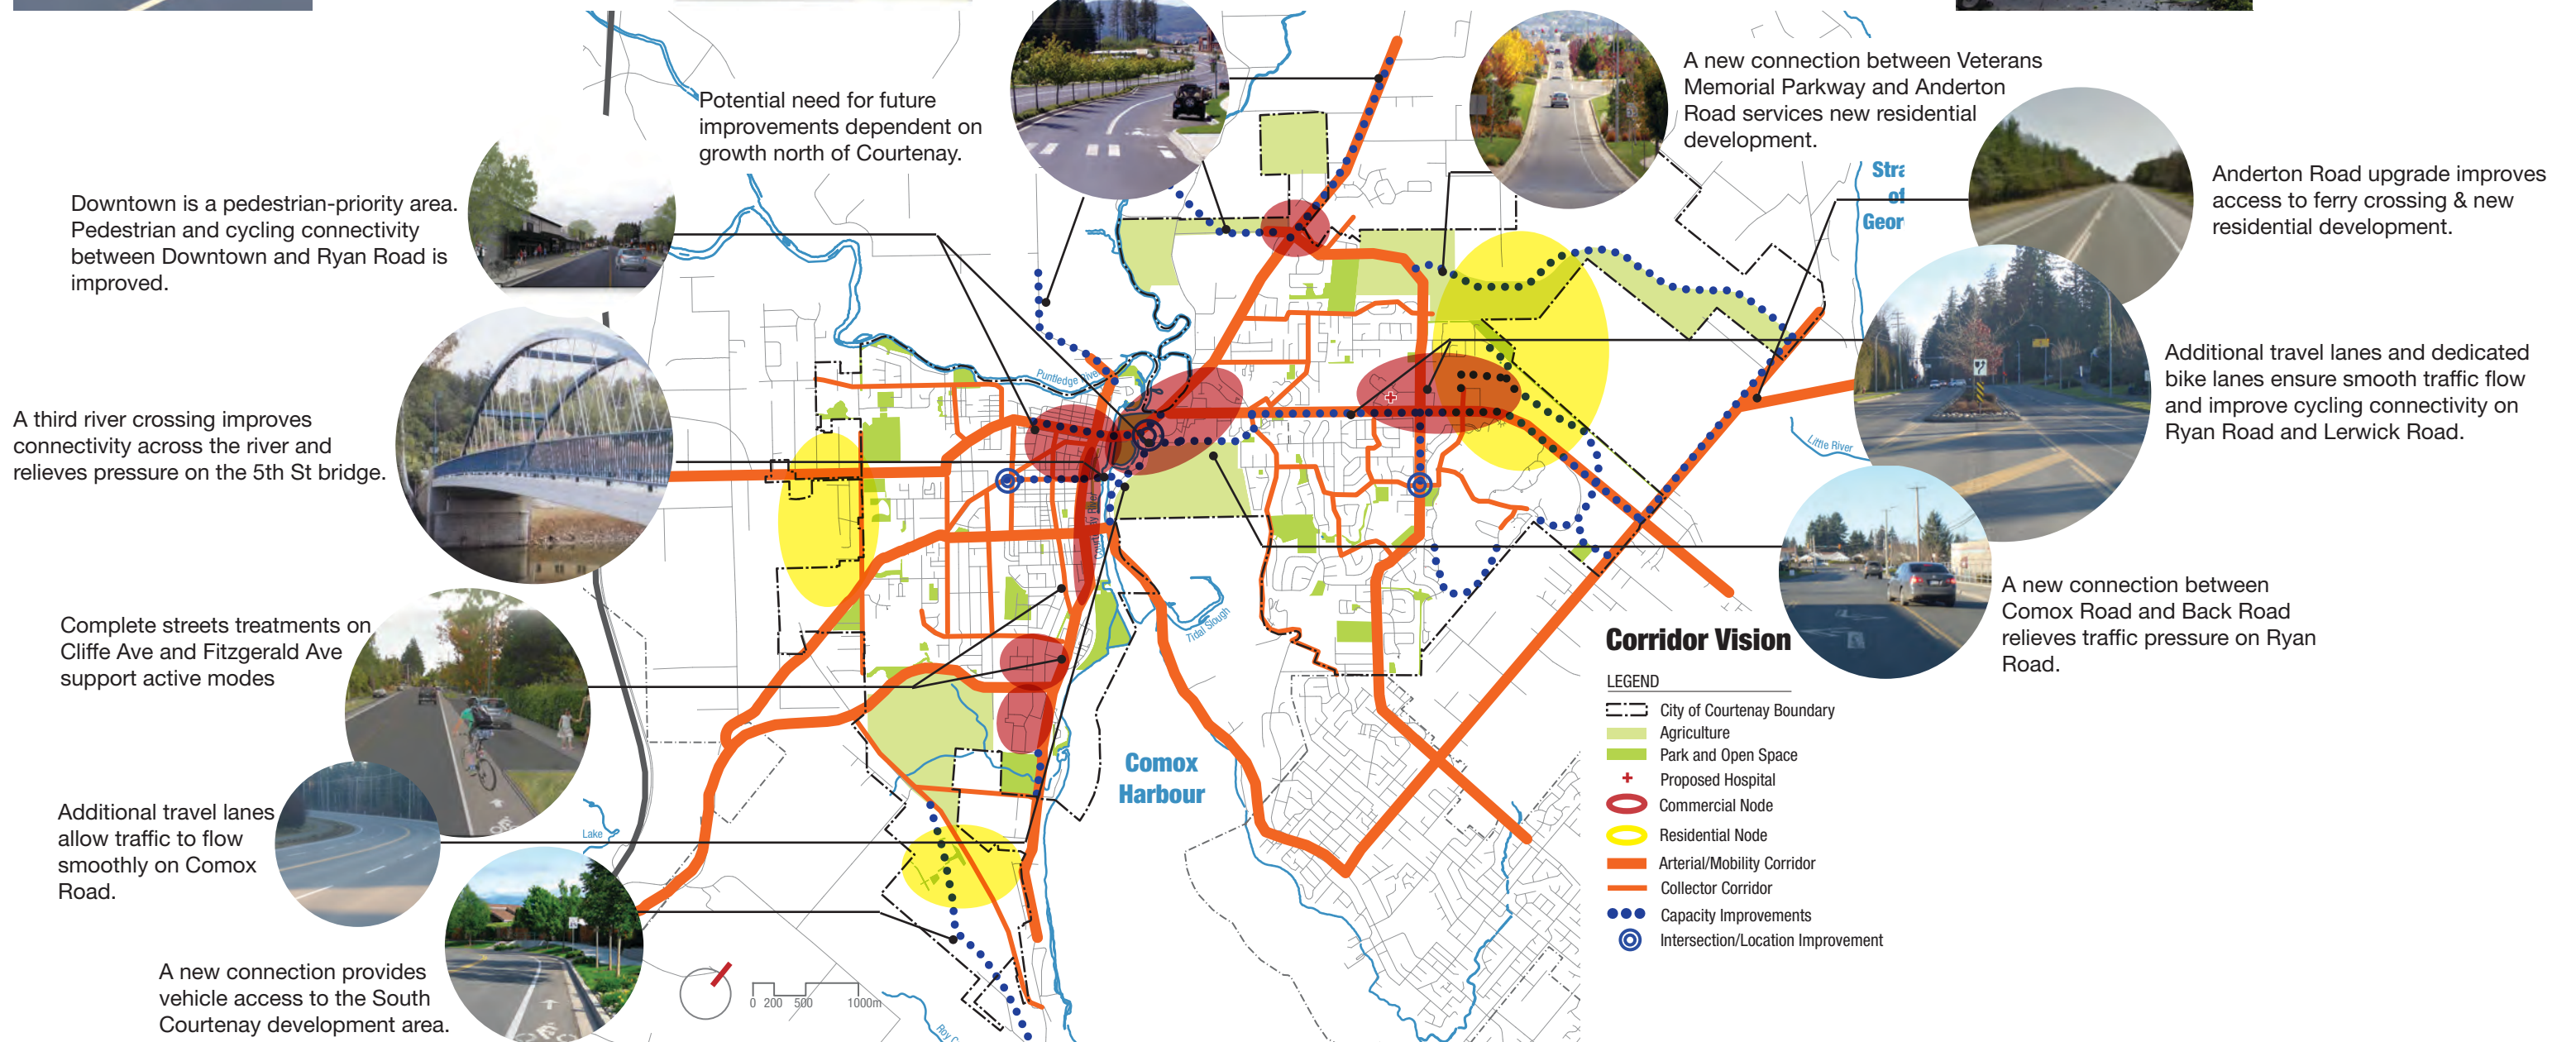 Potential need for future
improvements dependent on
growth north of Courtenay.
A new connection between Veterans
Memorial Parkway and Anderton
Road services new residential
development.
Downtown is a pedestrian-priority area.
Pedestrian and cycling connectivity
between Downtown and Ryan Road is
improved.
Anderton Road upgrade improves
access to ferry crossing & new
residential development.
Stra
of
Geor
A third river crossing improves
connectivity across the river and
relieves pressure on the 5th St bridge.
Additional travel lanes and dedicated
bike lanes ensure smooth traffic flow
and improve cycling connectivity on
Ryan Road and Lerwick Road.
Puntledge River
Little River
Tidal Slough
Complete streets treatments on
Cliffe Ave and Fitzgerald Ave
support active modes
A new connection between
Comox Road and Back Road
relieves traffic pressure on Ryan
Road.
Additional travel lanes
allow traffic to flow
smoothly on Comox
Road.
Lake
Comox
Harbour
A new connection provides
vehicle access to the South
Courtenay development area.
0 200 500 1000m
Roy C
Corridor Vision
LEGEND
City of Courtenay Boundary
Agriculture
Park and Open Space
Proposed Hospital
Commercial Node
Residential Node
Arterial/Mobility Corridor
Collector Corridor
Capacity Improvements
Intersection/Location Improvement